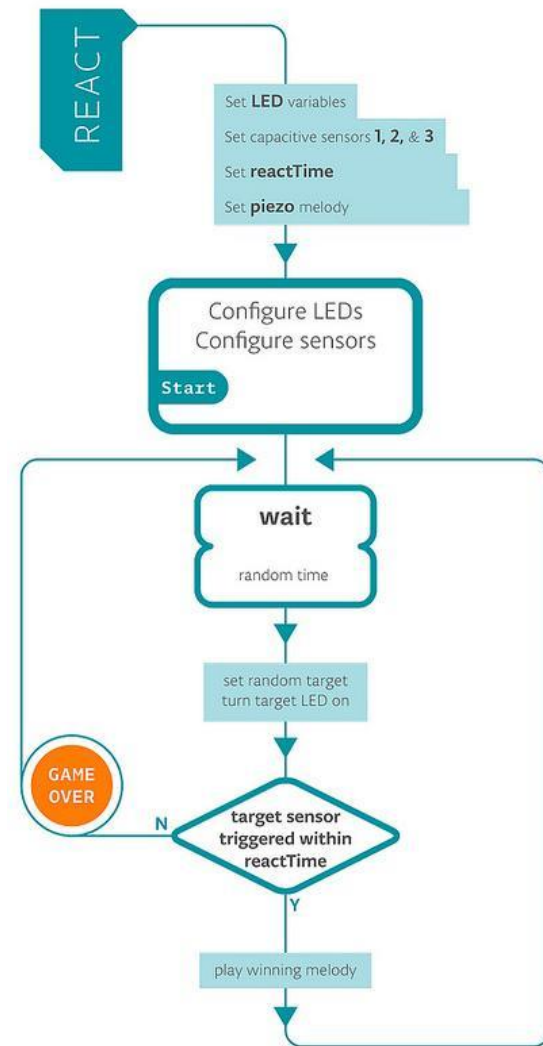 REACT
Set LED variables
Set capacitive sensors 1, 2, & 3
Set reactTime
Set piezo melody
Configure LEDs
Configure sensors
Start
wait
random time
set random target
turn target LED on
GAME
OVER
N
target sensor
triggered within
reactTime
Y
play winning melody